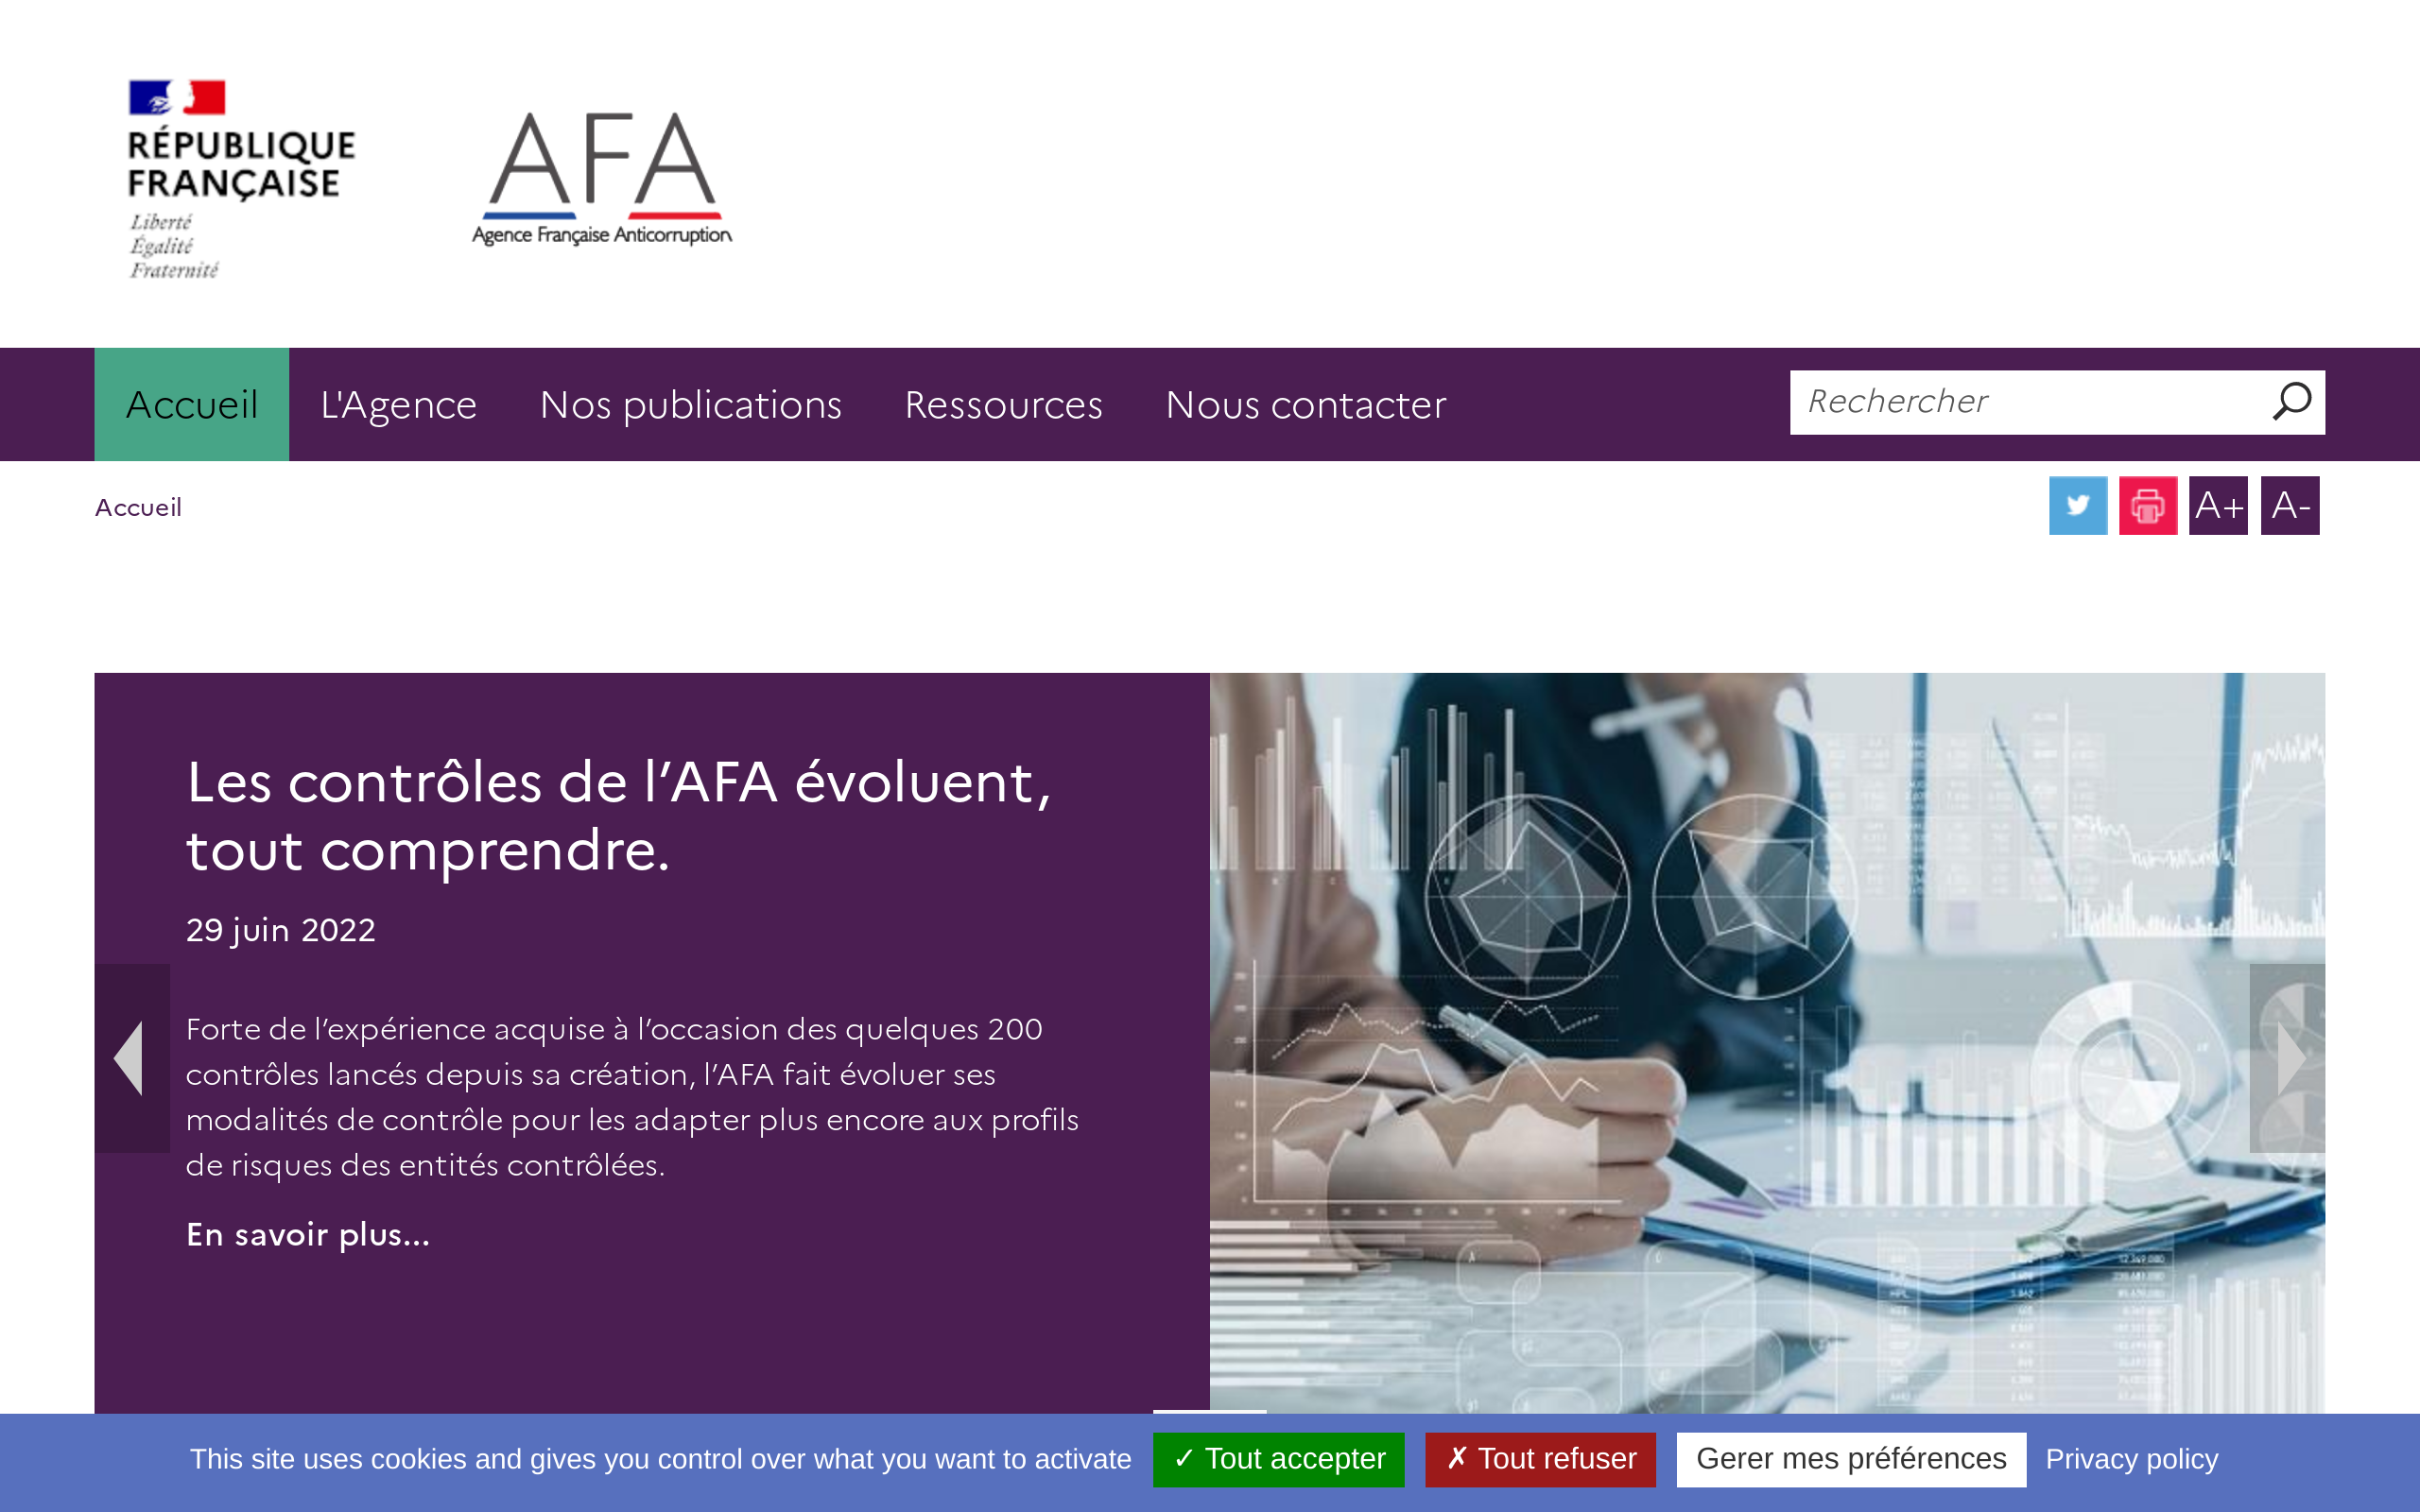 RÉPUBLIQUE
FRANÇAISE
Liberté
Égalité
Fraternité
AFA
Agence Française Anticorruption
Accueil L'Agence Nos publications Ressources Nous contacter Rechercher
Accueil
A+ A-
Les contrôles de l’AFA évoluent,
tout comprendre.
29 juin 2022
Forte de l’expérience acquise à l’occasion des quelques 200
contrôles lancés depuis sa création, l’AFA fait évoluer ses
modalités de contrôle pour les adapter plus encore aux profils
de risques des entités contrôlées.
En savoir plus...
This site uses cookies and gives you control over what you want to activate ✓ Tout accepter ✗ Tout refuser Gerer mes préférences Privacy policy